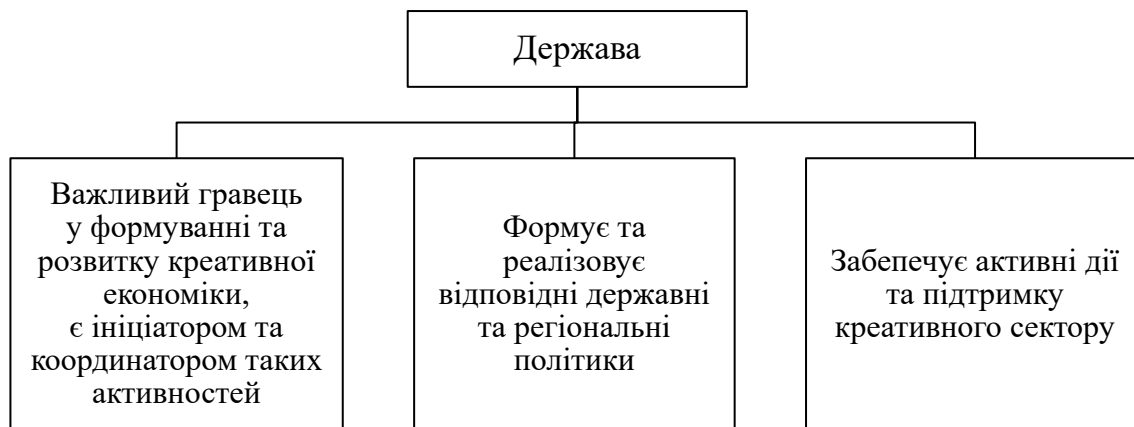 Держава
Важливий гравець
у формуванні та
розвитку креативної
економіки,
є ініціатором та
координатором таких
активностей
Формує та
реалізовує
відповідні державні
та регіональні
політики
Забепечує активні дії
та підтримку
креативного сектору